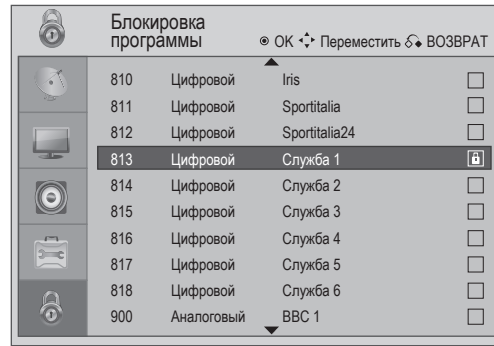 Блокировка
программы
OK Переместить ВОЗВРАТ
810 Цифровой Iris
811 Цифровой Sportitalia
812 Цифровой Sportitalia24
813 Цифровой Служба 1
814 Цифровой Служба 2
815 Цифровой Служба 3
816 Цифровой Служба 4
817 Цифровой Служба 5
818 Цифровой Служба 6
900 Аналоговый BBC 1